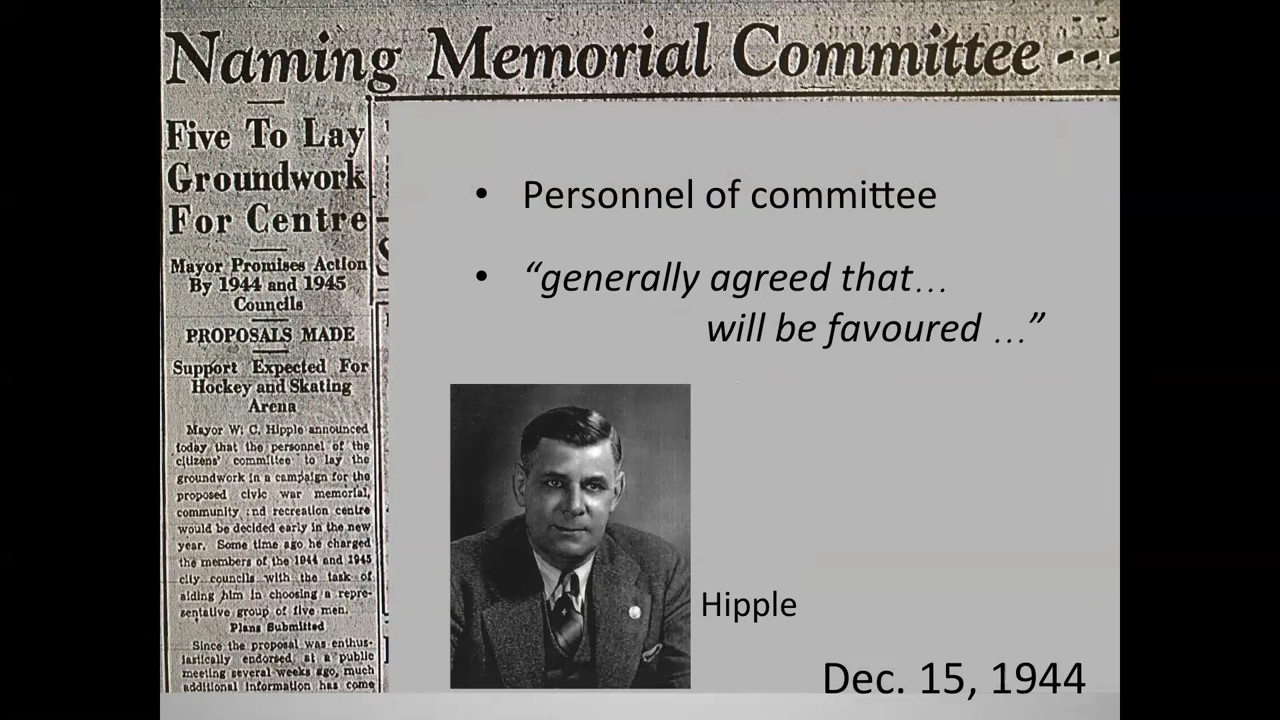 Naming Memorial Committee ---
Five To Lay
Groundwork
For Centre
Mayor Promises Action
By 1944 and 1945
Councils
PROPOSALS MADE
Support Expected For
Hockey and Skating
Arena
Mayor W. C. Hipple announced
today that the personnel of the
citizens' committee to lay the
groundwork in a campaign for the
proposed civic war memorial,
community and recreation centre
would be decided early in the new
year. Some time ago he charged
the members of the 1944 and 1945
city councils with the task of
aiding him in choosing a repre-
sentative group of five men.
Plans Submitted
Since the proposal was enthus-
iastically endorsed at a public
meeting several weeks ago, much
additional information has come
• Personnel of committee
• “generally agreed that…
will be favoured …”
Hipple
Dec. 15, 1944